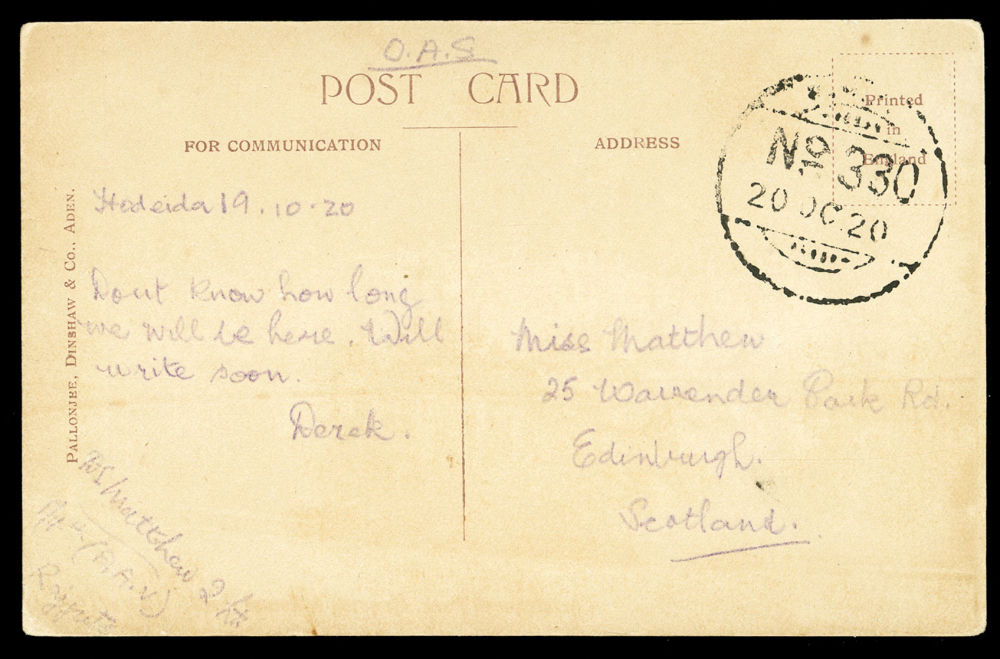 O.A.S
POST CARD
FOR COMMUNICATION
ADDRESS
Printed
in
England
No 330
20 OC 20
PALLONJEE, DINSHAW & Co., ADEN.
Hodeida 19.10.20
Dont know how long
we will be here. Will
write soon.
Derek.
Miss Matthew
25 Warrender Park Rd.
Edinburgh.
Scotland.
Matthew